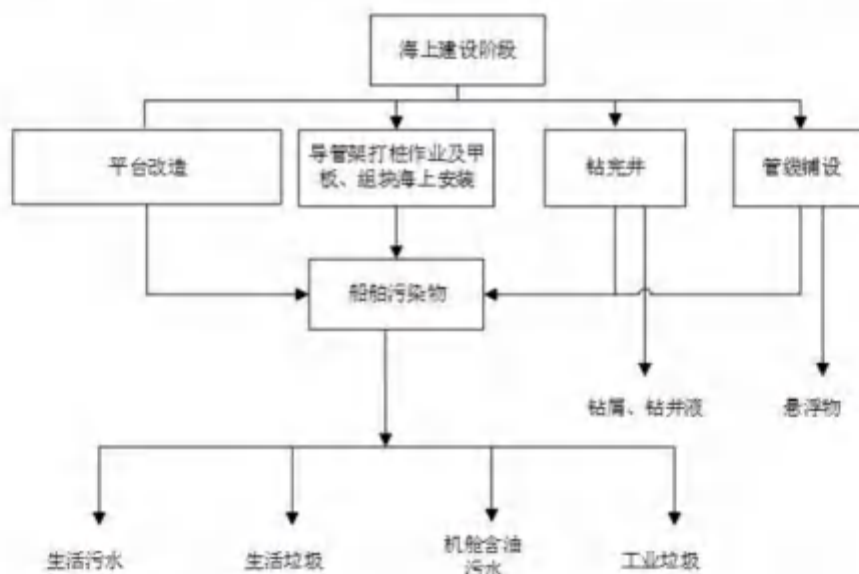 海上建设阶段
平台改造
导管架打桩作业及甲
板、组块海上安装
钻完井
管线铺设
船舶污染物
钻屑、钻井液
悬浮物
生活污水
生活垃圾
机舱含油
污水
工业垃圾